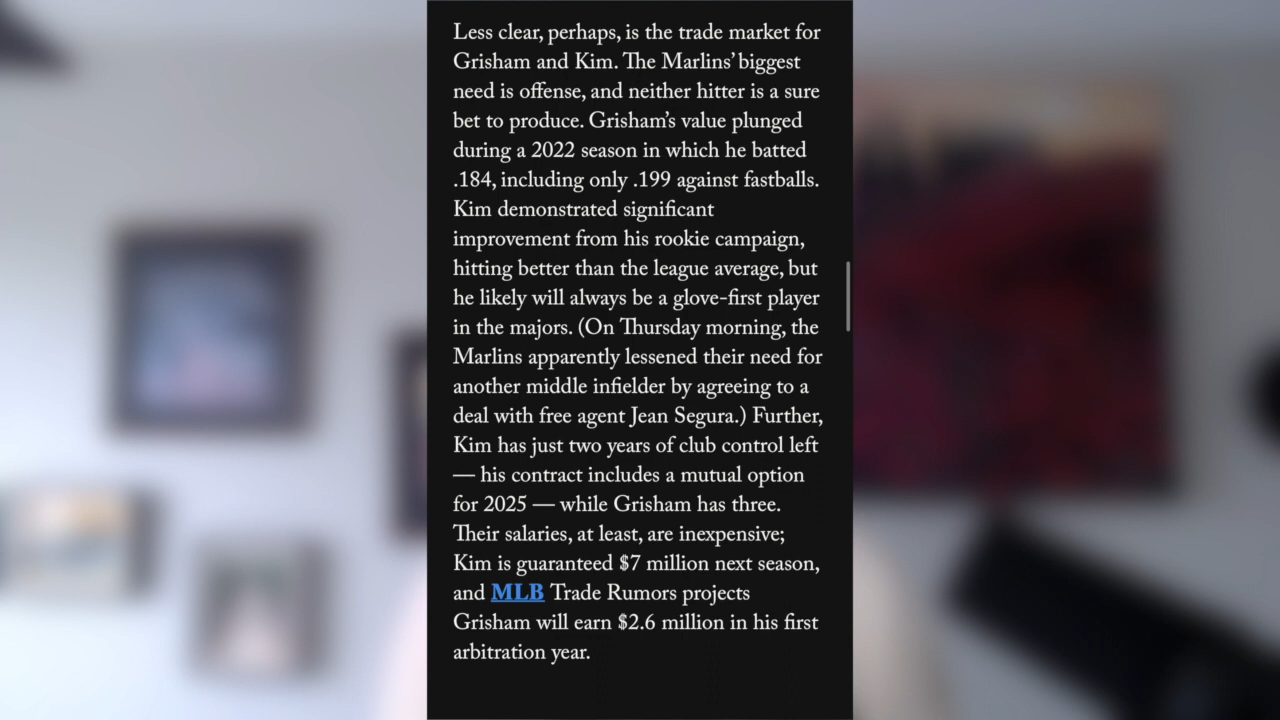 Less clear, perhaps, is the trade market for
Grisham and Kim. The Marlins’ biggest
need is offense, and neither hitter is a sure
bet to produce. Grisham’s value plunged
during a 2022 season in which he batted
.184, including only .199 against fastballs.
Kim demonstrated significant
improvement from his rookie campaign,
hitting better than the league average, but
he likely will always be a glove-first player
in the majors. (On Thursday morning, the
Marlins apparently lessened their need for
another middle infielder by agreeing to a
deal with free agent Jean Segura.) Further,
Kim has just two years of club control left
— his contract includes a mutual option
for 2025 — while Grisham has three.
Their salaries, at least, are inexpensive;
Kim is guaranteed $7 million next season,
and MLB Trade Rumors projects
Grisham will earn $2.6 million in his first
arbitration year.